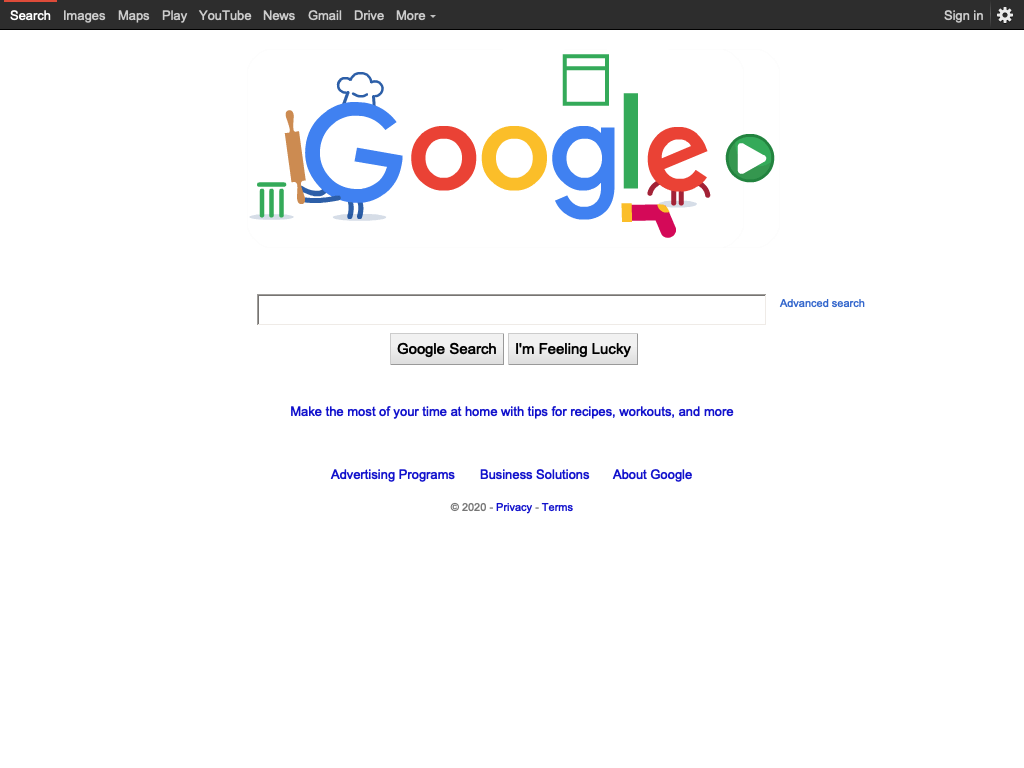 Search Images Maps Play YouTube News Gmail Drive More Sign in
Google
Advanced search
Google Search I'm Feeling Lucky
Make the most of your time at home with tips for recipes, workouts, and more
Advertising Programs Business Solutions About Google
© 2020 - Privacy - Terms